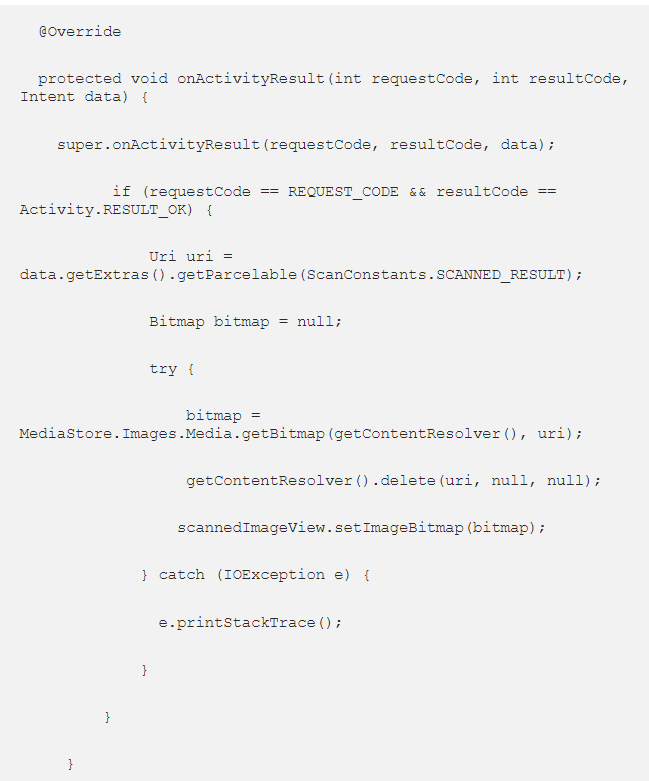 @Override
protected void onActivityResult(int requestCode, int resultCode,
Intent data) {
super.onActivityResult(requestCode, resultCode, data);
if (requestCode == REQUEST_CODE && resultCode ==
Activity.RESULT_OK) {
Uri uri =
data.getExtras().getParcelable(ScanConstants.SCANNED_RESULT);
Bitmap bitmap = null;
try {
bitmap =
MediaStore.Images.Media.getBitmap(getContentResolver(), uri);
getContentResolver().delete(uri, null, null);
scannedImageView.setImageBitmap(bitmap);
} catch (IOException e) {
e.printStackTrace();
}
}
}